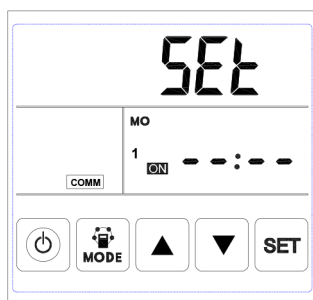 SEt
MO
1 ON --:--
COMM
MODE SET